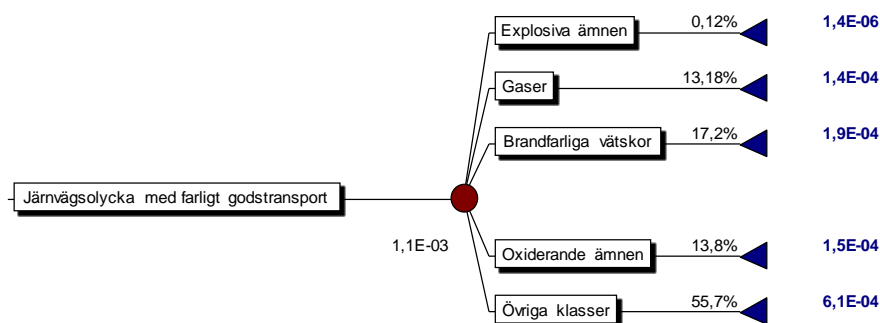 Explosiva ämnen 0,12% 1,4E-06
Gaser 13,18% 1,4E-04
Brandfarliga vätskor 17,2% 1,9E-04
Järnvägsolycka med farligt godstransport
1,1E-03
Oxiderande ämnen 13,8% 1,5E-04
Övriga klasser 55,7% 6,1E-04